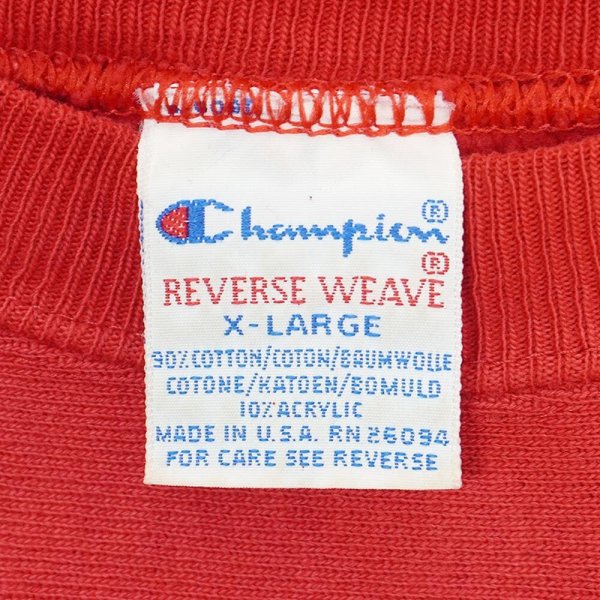 Champion®
®
REVERSE WEAVE
X-LARGE
90% COTTON/COTON/BAUMWOLLE
COTONE/KATOEN/BOMULD
10% ACRYLIC
MADE IN U.S.A. RN 26094
FOR CARE SEE REVERSE